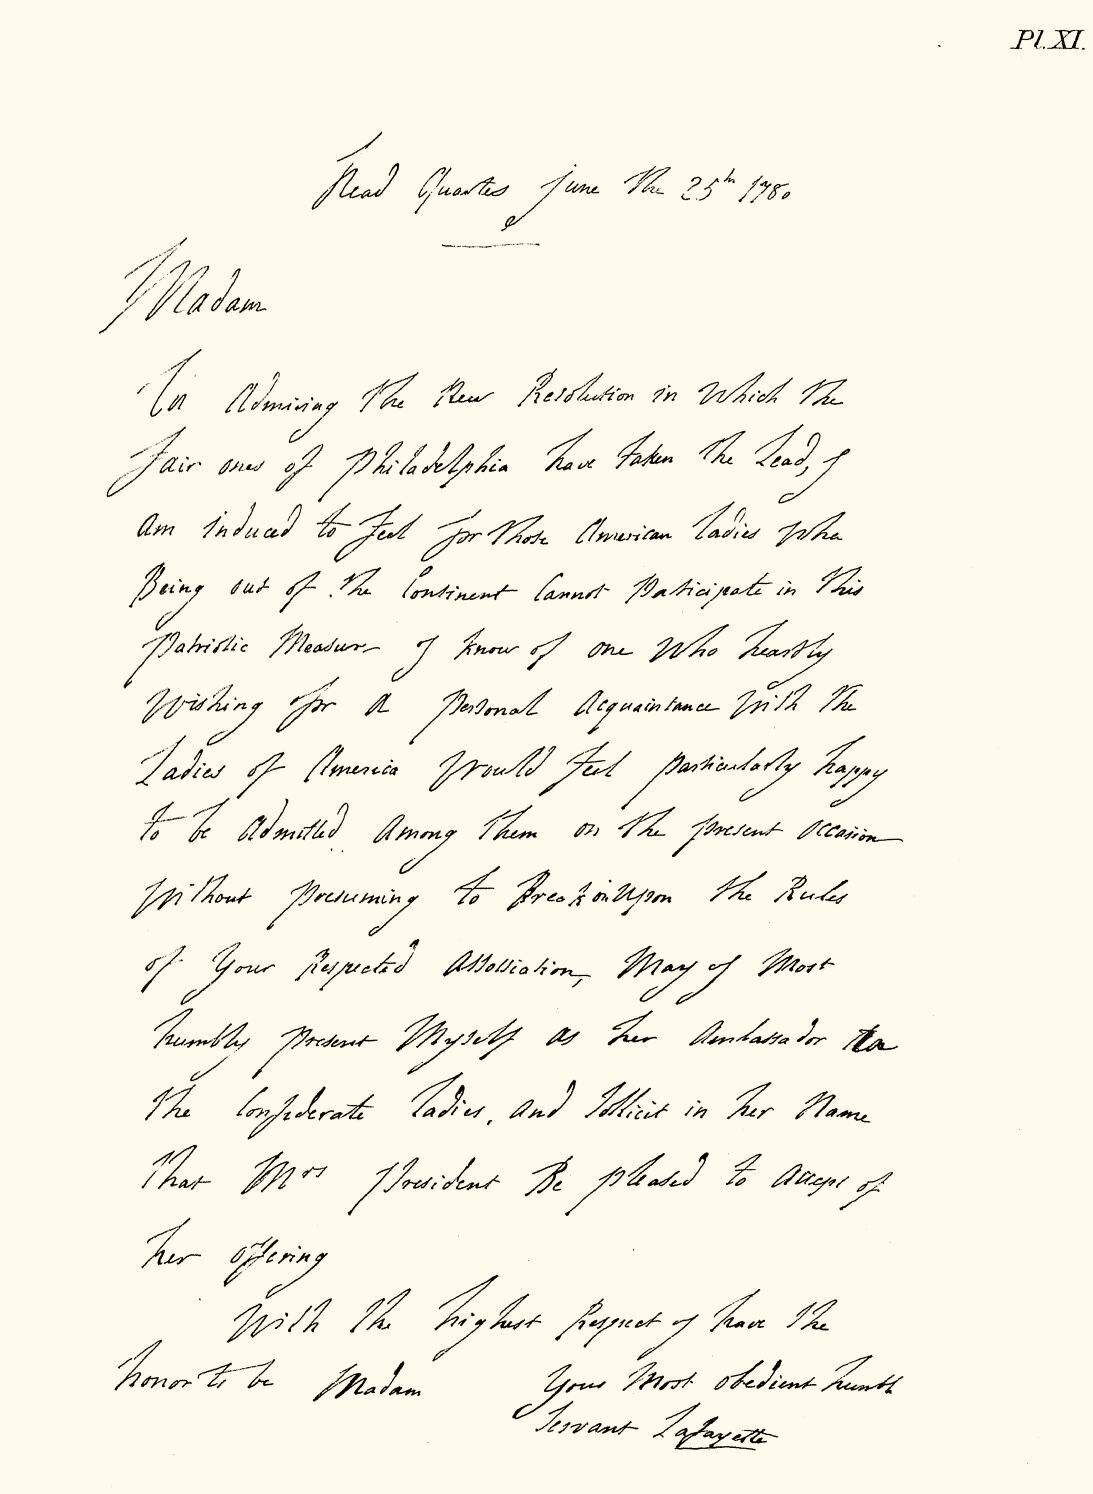 Pl. XI.
Head Quartes june the 25th 1780
Madam
In Admiring the New Resolution in Which the
fair ones of philadelphia have taken the Lead, I
am induced to feel for those American Ladies who
Being out of the Continent Cannot participate in this
patriotic Measure I know of one Who heartily
Wishing for a personal Acquaintance With the
Ladies of America Would feel particularly happy
to be Admitted Among them on the present occasion
Without presuming to Break in Upon the Rules
of Your Respected Assosciation, May I Most
humbly present Myself as her Ambassador to
the Confederate Ladies, and Sollicit in her Name
that Mrs president Be pleased to accept of
her offering
With the highest Respect I have the
honor to be Madam Your Most obedient humbl
servant Lafayette